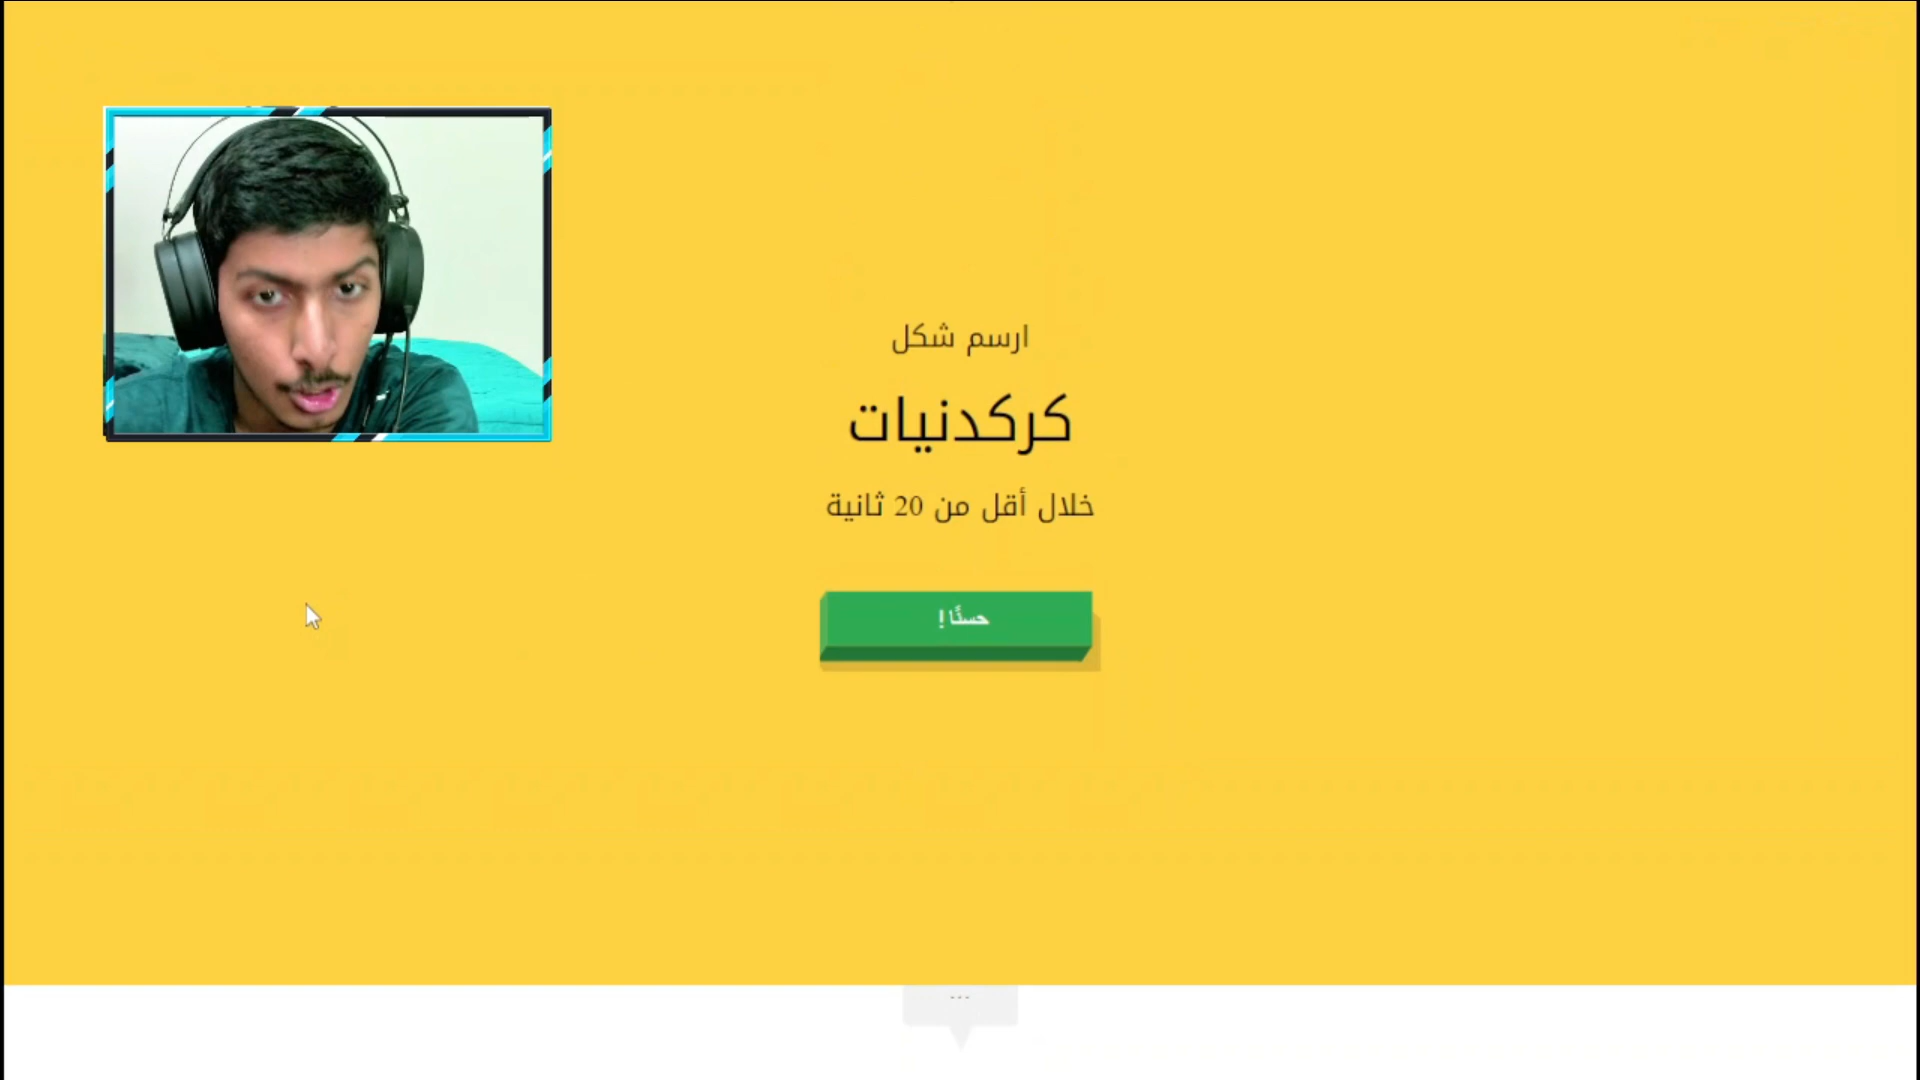 ارسم شكل
كركدنيات
خلال أقل من 20 ثانية
حسنًا!
...